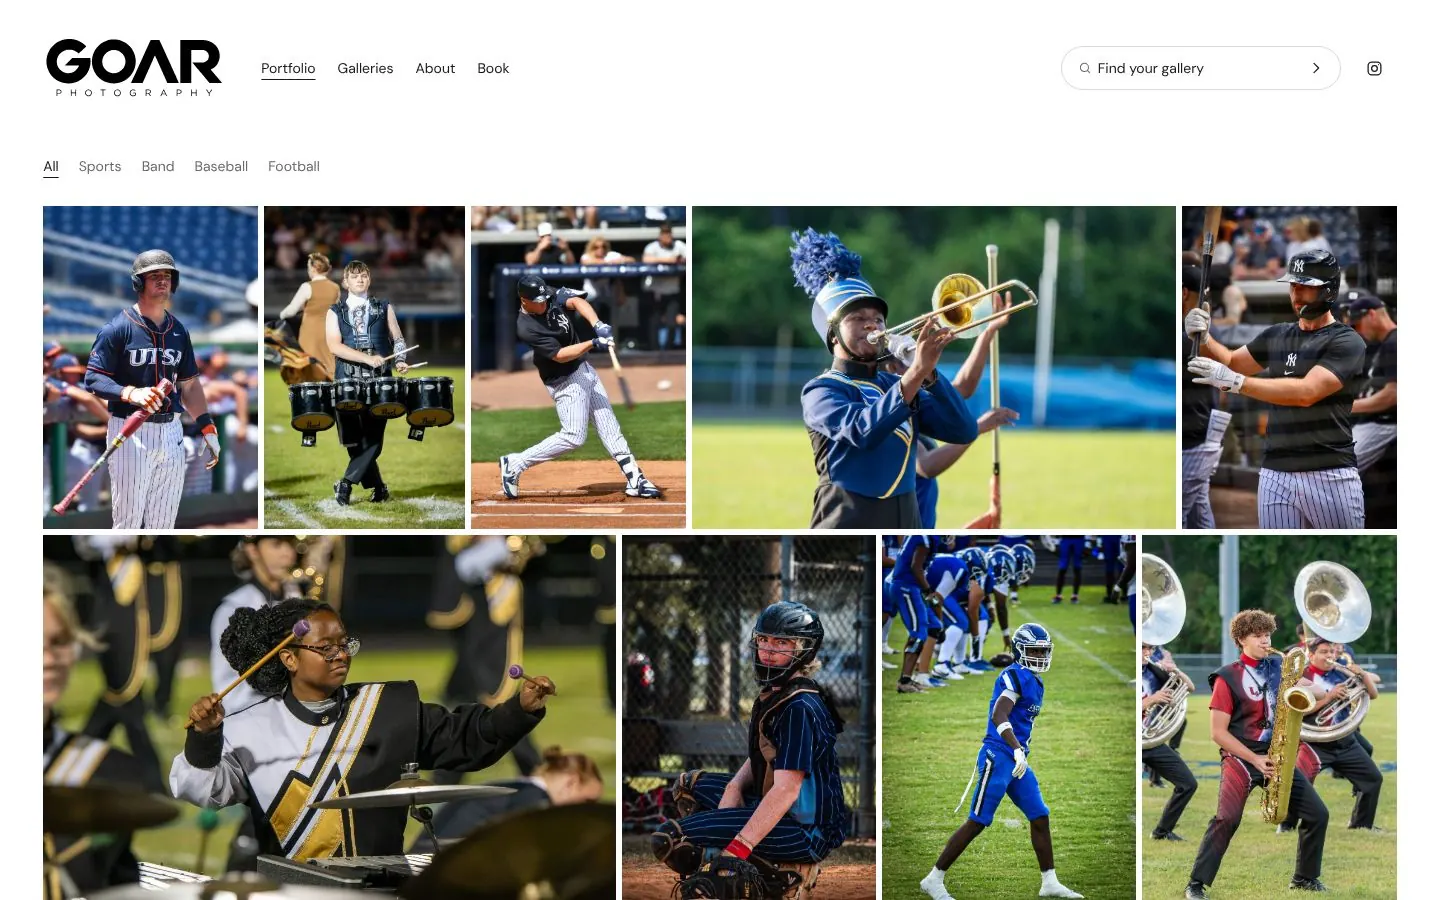 GOAR
PHOTOGRAPHY
Portfolio
Galleries
About
Book
Find your gallery
All
Sports
Band
Baseball
Football
UTSA